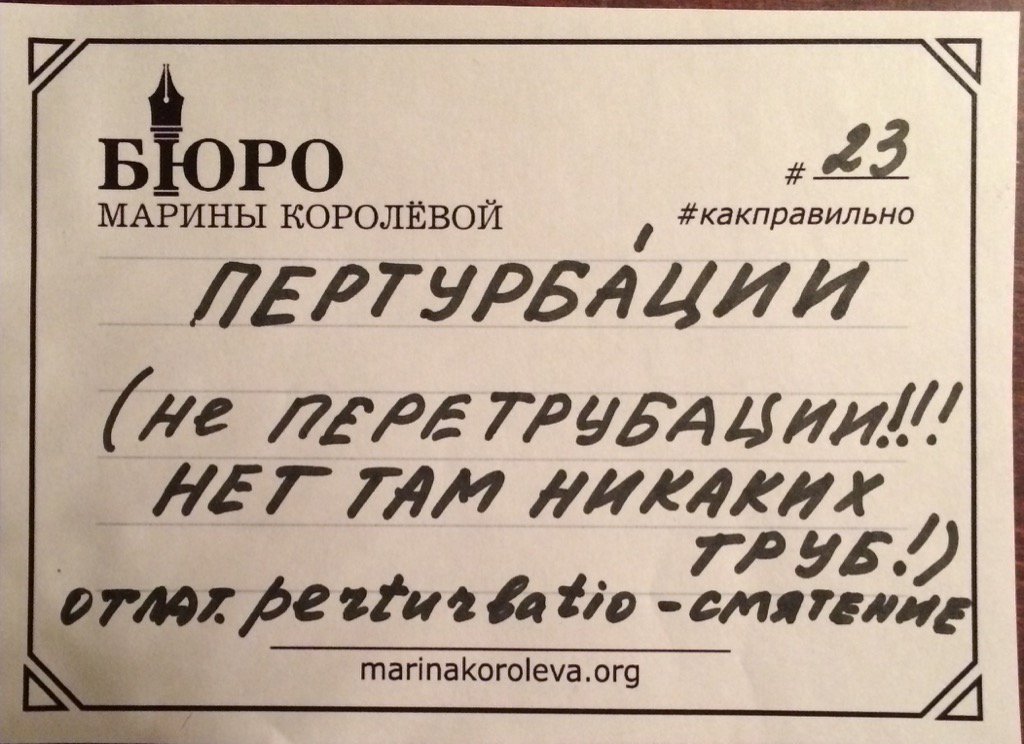 БЮРО
МАРИНЫ КОРОЛЁВОЙ
# 23
#какправильно
ПЕРТУРБА́ЦИИ
(не ПЕРЕТРУБАЦИИ!!!
НЕТ ТАМ НИКАКИХ
ТРУБ!)
ОТ ЛАТ. perturbatio - СМЯТЕНИЕ
marinakoroleva.org